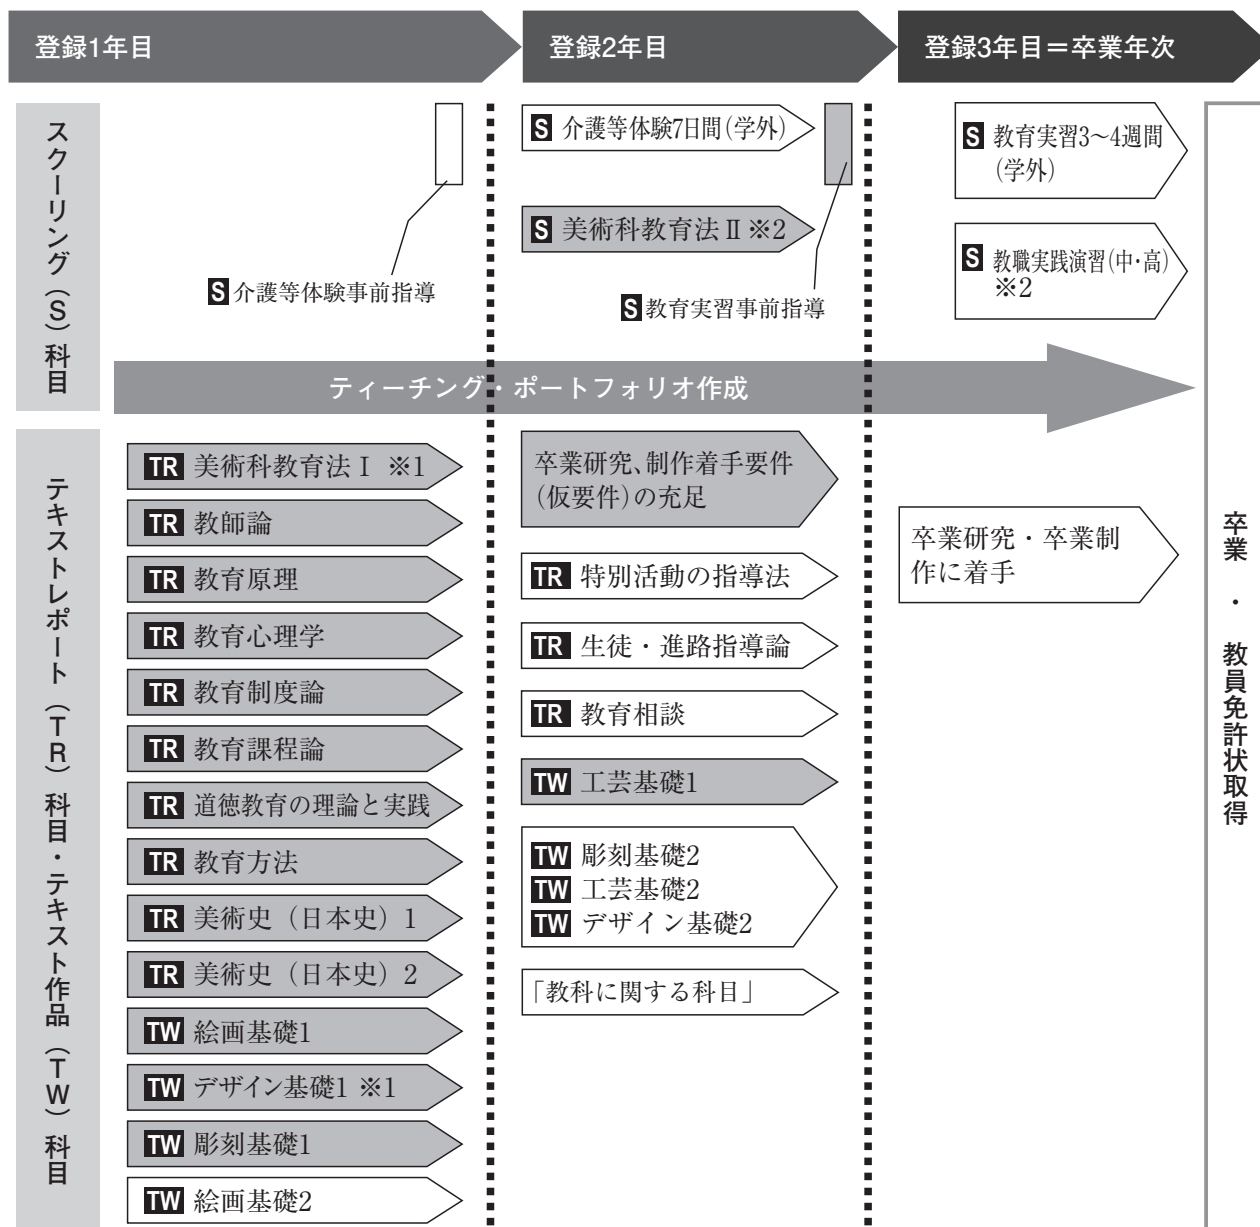 登録1年目
登録2年目
登録3年目＝卒業年次
スクーリング（S）科目
S 介護等体験事前指導
S 介護等体験7日間(学外)
S 美術科教育法Ⅱ※2
S 教育実習事前指導
S 教育実習3〜4週間
(学外)
S 教職実践演習(中・高)
※2
ティーチング・ポートフォリオ作成
テキストレポート（TR）科目・テキスト作品（TW）科目
TR 美術科教育法Ⅰ ※1
TR 教師論
TR 教育原理
TR 教育心理学
TR 教育制度論
TR 教育課程論
TR 道徳教育の理論と実践
TR 教育方法
TR 美術史（日本史）1
TR 美術史（日本史）2
TW 絵画基礎1
TW デザイン基礎1 ※1
TW 彫刻基礎1
TW 絵画基礎2
卒業研究、制作着手要件
(仮要件)の充足
TR 特別活動の指導法
TR 生徒・進路指導論
TR 教育相談
TW 工芸基礎1
TW 彫刻基礎2
TW 工芸基礎2
TW デザイン基礎2
「教科に関する科目」
卒業研究・卒業制
作に着手
卒業・教員免許状取得